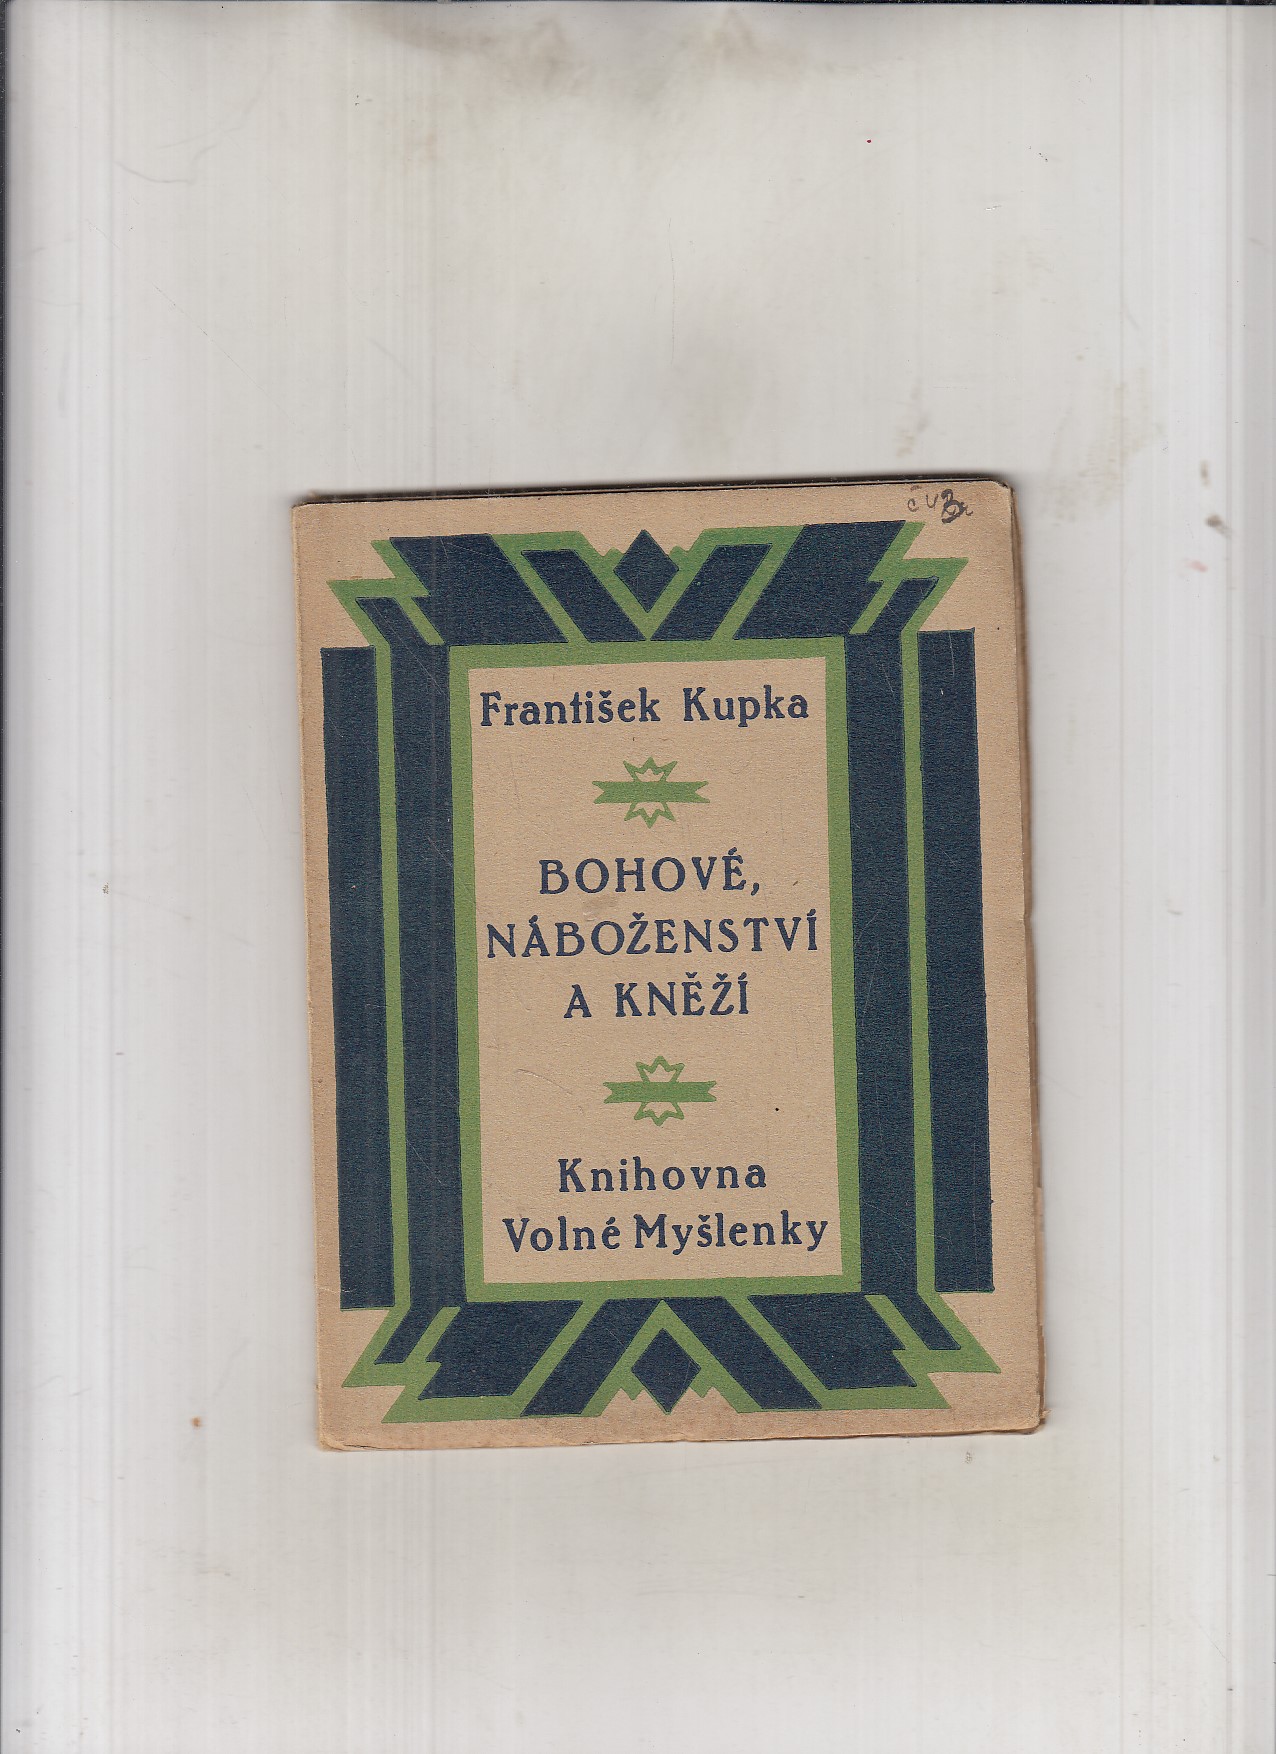 František Kupka
BOHOVÉ,
NÁBOŽENSTVÍ
A KNĚŽÍ
Knihovna
Volné Myšlenky